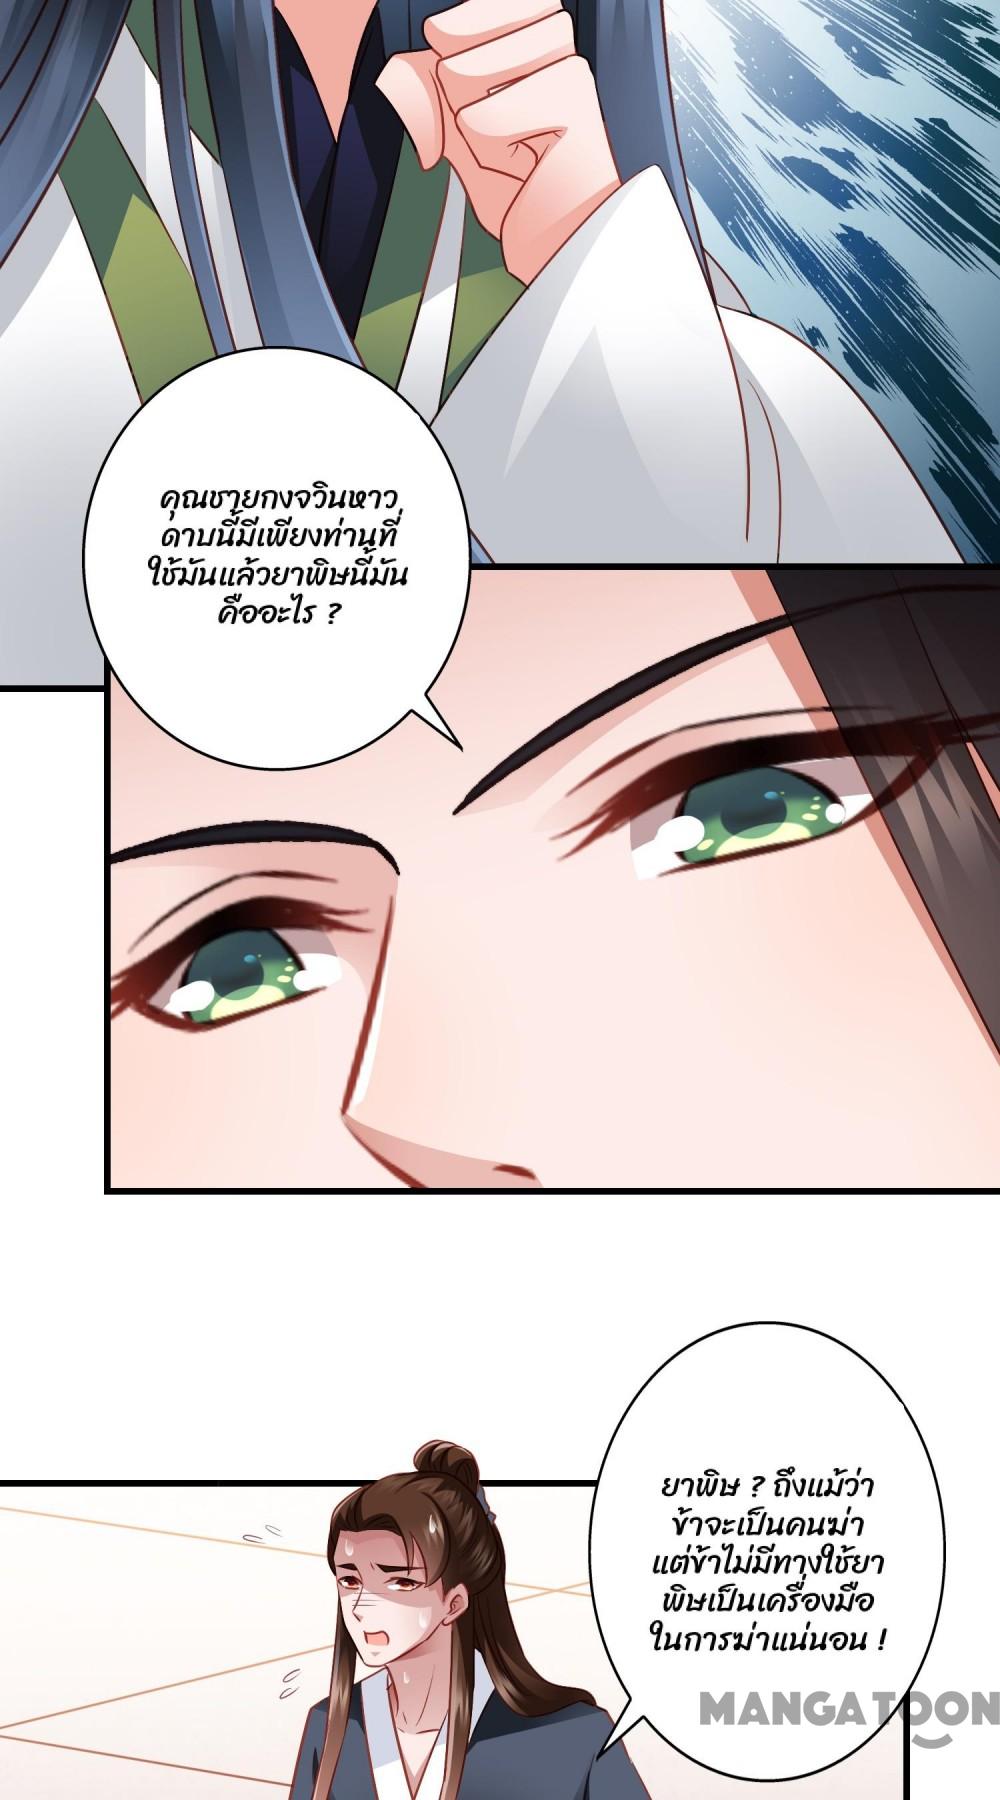 คุณชายกงจวินหาว
ดาบนี้มีเพียงท่านที่
ใช้มันแล้วยาพิษนี้มัน
คืออะไร ?
ยาพิษ ? ถึงแม้ว่า
ข้าจะเป็นคนฆ่า
แต่ข้าไม่มีทางใช้ยา
พิษเป็นเครื่องมือ
ในการฆ่าแน่นอน !
MANGATOON